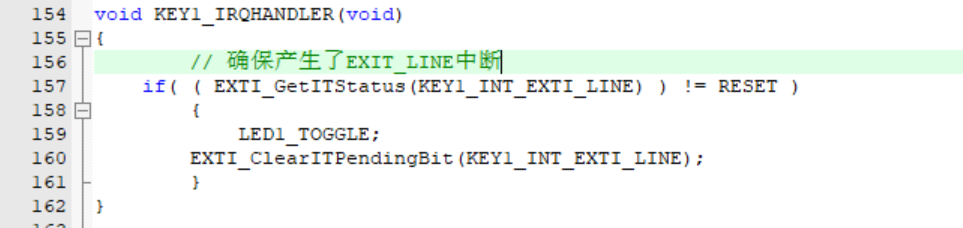 154 void KEY1_IRQHANDLER(void)
155 {
156 // 确保产生了EXIT_LINE中断
157 if( ( EXTI_GetITStatus(KEY1_INT_EXTI_LINE) ) != RESET )
158 {
159 LED1_TOGGLE;
160 EXTI_ClearITPendingBit(KEY1_INT_EXTI_LINE);
161 }
162 }